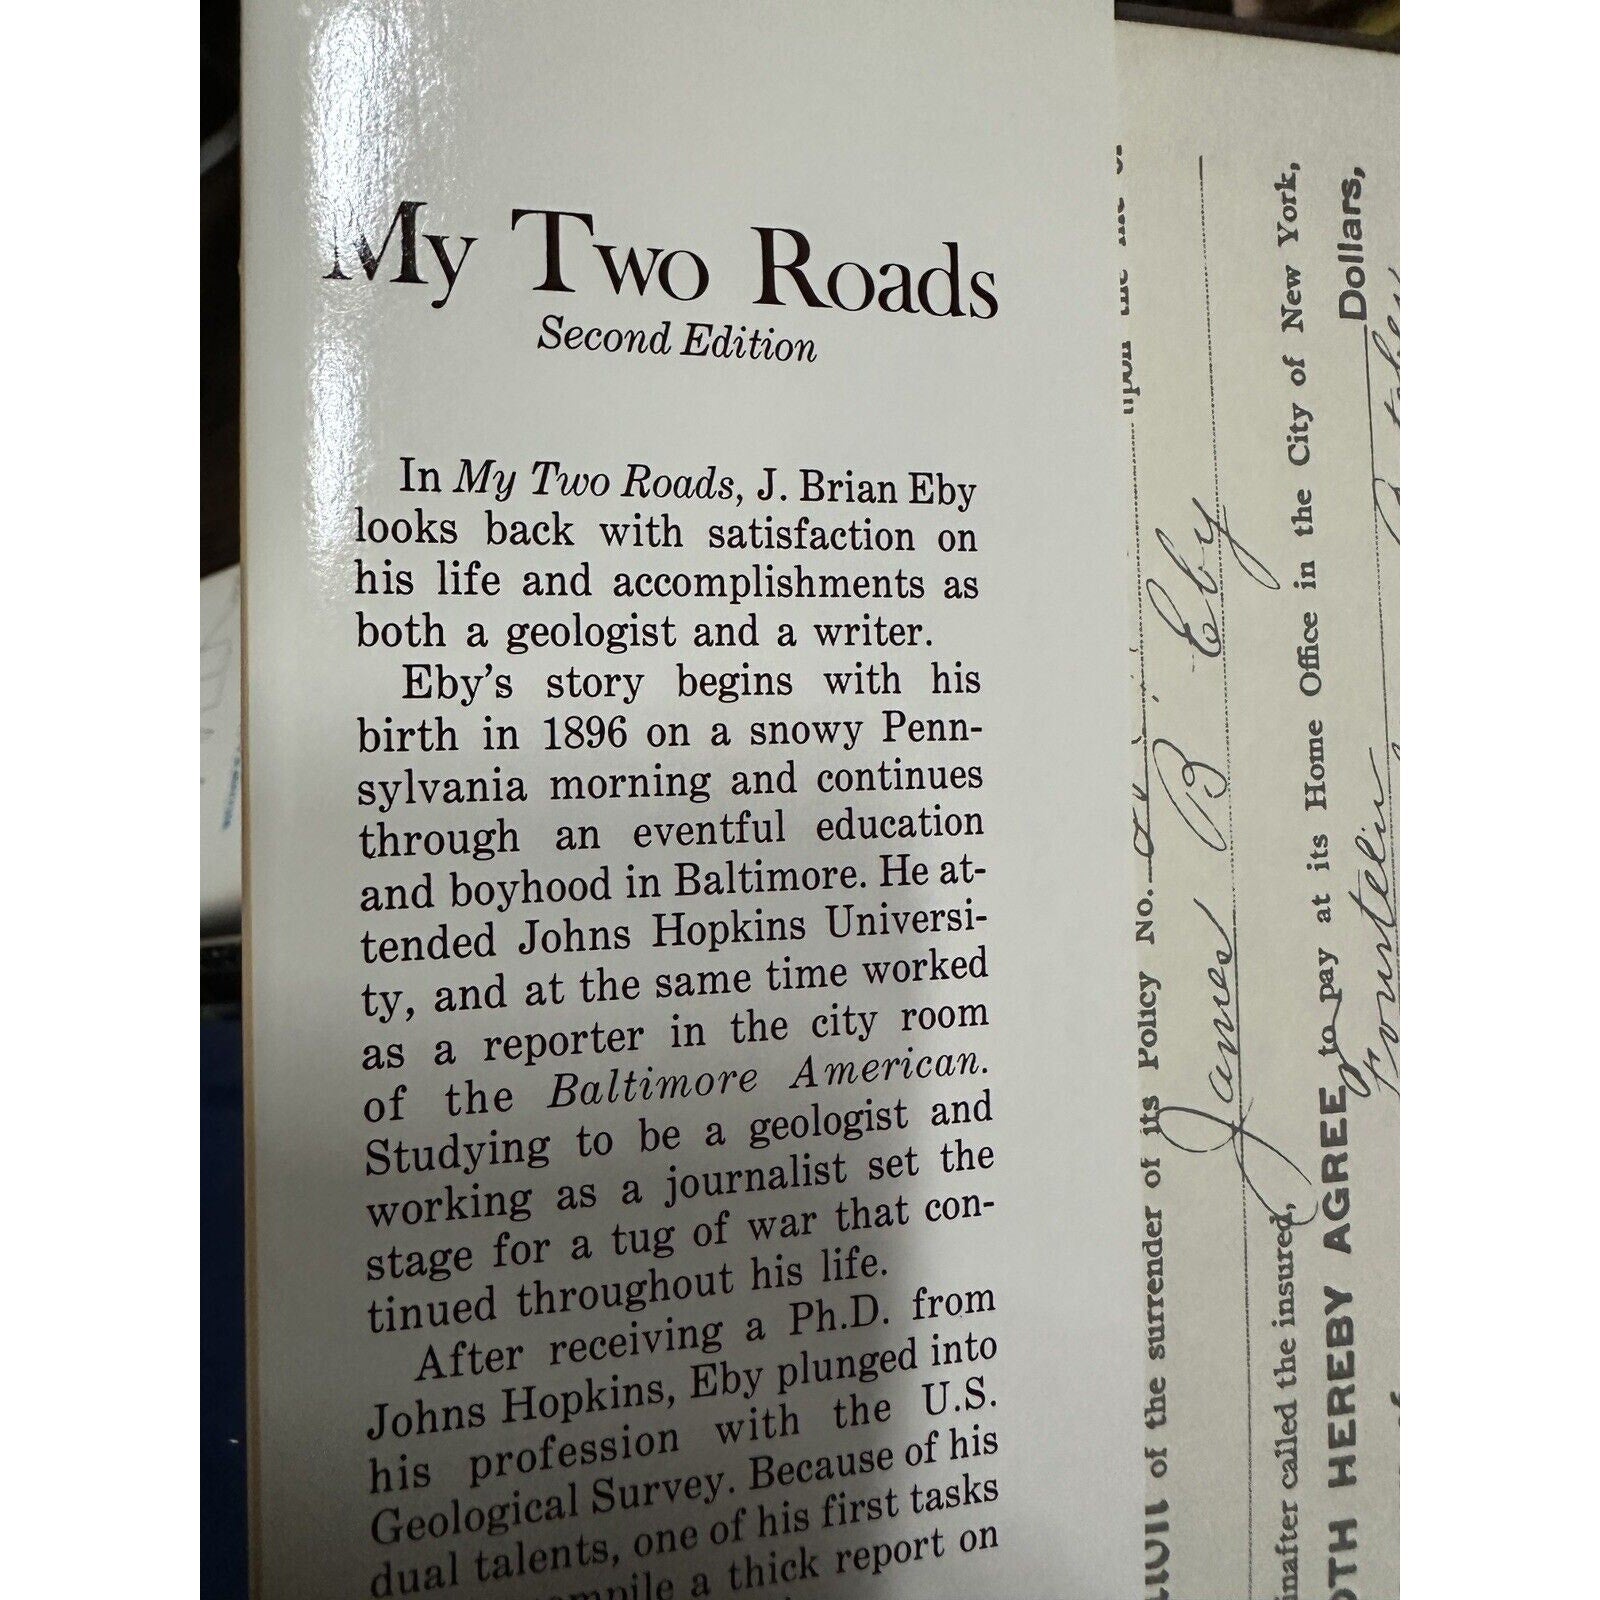 My Two Roads
Second Edition
In My Two Roads, J. Brian Eby
looks back with satisfaction on
his life and accomplishments as
both a geologist and a writer.
Eby's story begins with his
birth in 1896 on a snowy Penn-
sylvania morning and continues
through an eventful education
and boyhood in Baltimore. He at-
tended Johns Hopkins Universi-
ty, and at the same time worked
as a reporter in the city room
of the Baltimore American.
Studying to be a geologist and
working as a journalist set the
stage for a tug of war that con-
tinued throughout his life.
After receiving a Ph.D. from
Johns Hopkins, Eby plunged into
his profession with the U.S.
Geological Survey. Because of his
dual talents, one of his first tasks
a thick report on
upon the
of the surrender of its Policy No.
James B Eby
inafter called the insured,
OTH HEREBY AGREE to pay at its Home Office in the City of New York,
Fourteen
Dollars,